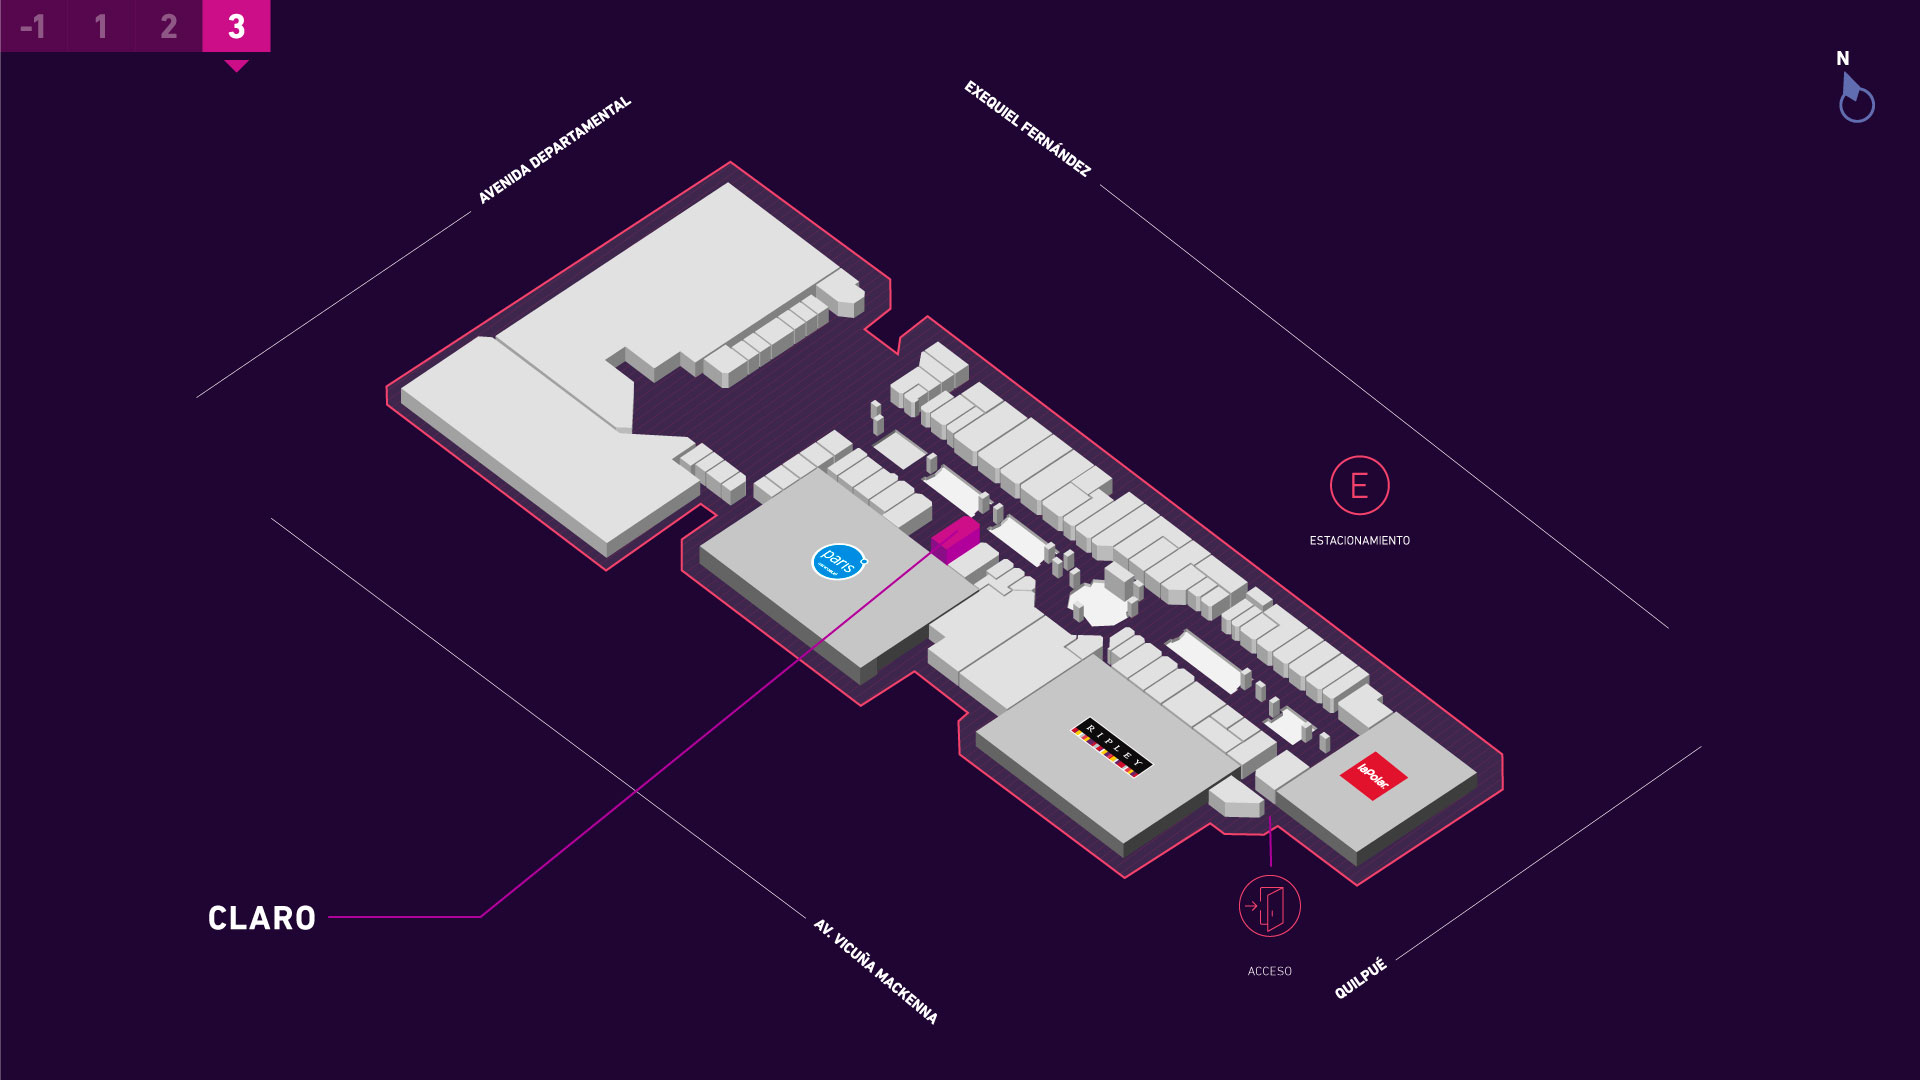 -1 1 2 3
N
AVENIDA DEPARTAMENTAL
EXEQUIEL FERNÁNDEZ
E
ESTACIONAMIENTO
paris
RIPLEY
laPolar
CLARO
AV. VICUÑA MACKENNA
ACCESO
QUILPUÉ